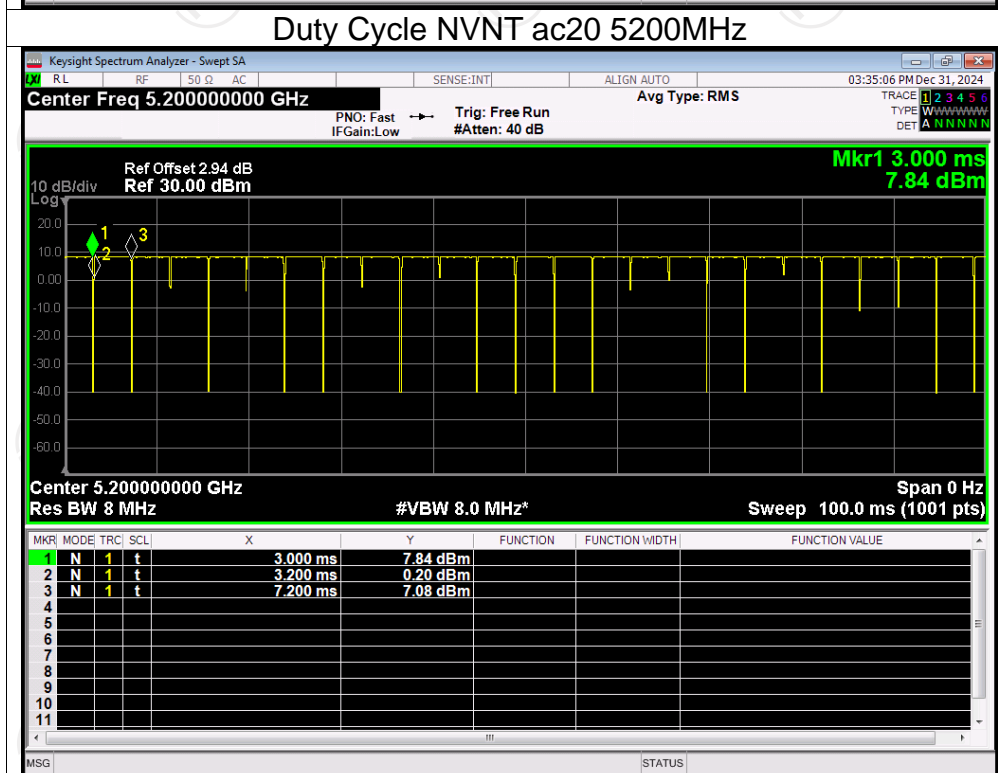 Duty Cycle NVNT ac20 5200MHz
Keysight Spectrum Analyzer - Swept SA
LXI RL RF 50 Ω AC SENSE:INT ALIGN AUTO 03:35:06 PM Dec 31, 2024
Center Freq 5.200000000 GHz
PNO: Fast
IFGain:Low
Trig: Free Run
#Atten: 40 dB
Avg Type: RMS
TRACE 1 2 3 4 5 6
TYPE WWWWWW
DET A N N N N N
Ref Offset 2.94 dB
10 dB/div Ref 30.00 dBm
Log
Mkr1 3.000 ms
7.84 dBm
20.0
10.0
0.00
-10.0
-20.0
-30.0
-40.0
-50.0
-60.0
1
2
3
Center 5.200000000 GHz Span 0 Hz
Res BW 8 MHz #VBW 8.0 MHz* Sweep 100.0 ms (1001 pts)
MKR MODE TRC SCL X Y FUNCTION FUNCTION WIDTH FUNCTION VALUE
1 N 1 t 3.000 ms 7.84 dBm
2 N 1 t 3.200 ms 0.20 dBm
3 N 1 t 7.200 ms 7.08 dBm
4
5
6
7
8
9
10
11
MSG STATUS